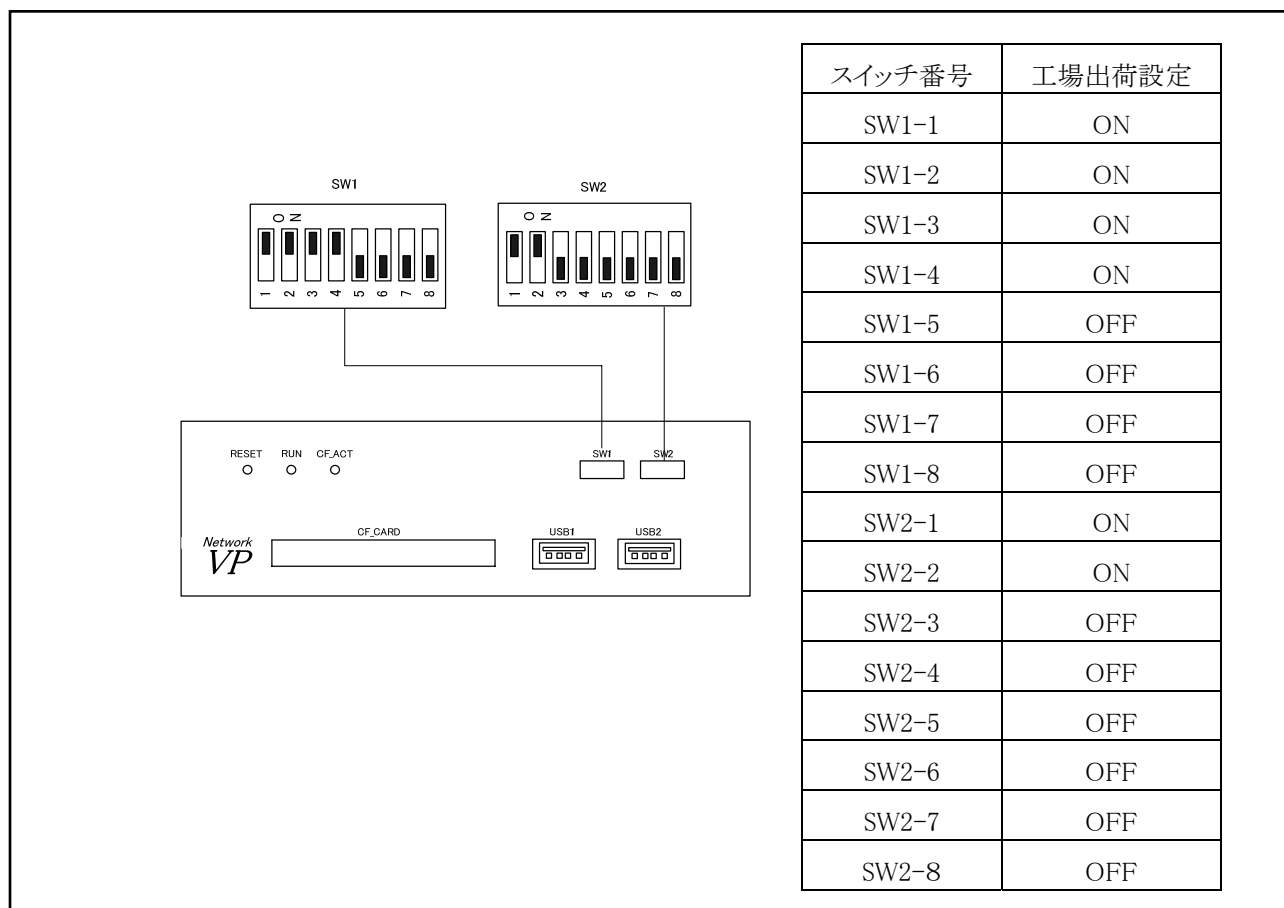 SW1
ON
1 2 3 4 5 6 7 8
SW2
ON
1 2 3 4 5 6 7 8
RESET RUN CF_ACT SW1 SW2
Network
VP
CF_CARD USB1 USB2
スイッチ番号 工場出荷設定
SW1-1 ON
SW1-2 ON
SW1-3 ON
SW1-4 ON
SW1-5 OFF
SW1-6 OFF
SW1-7 OFF
SW1-8 OFF
SW2-1 ON
SW2-2 ON
SW2-3 OFF
SW2-4 OFF
SW2-5 OFF
SW2-6 OFF
SW2-7 OFF
SW2-8 OFF